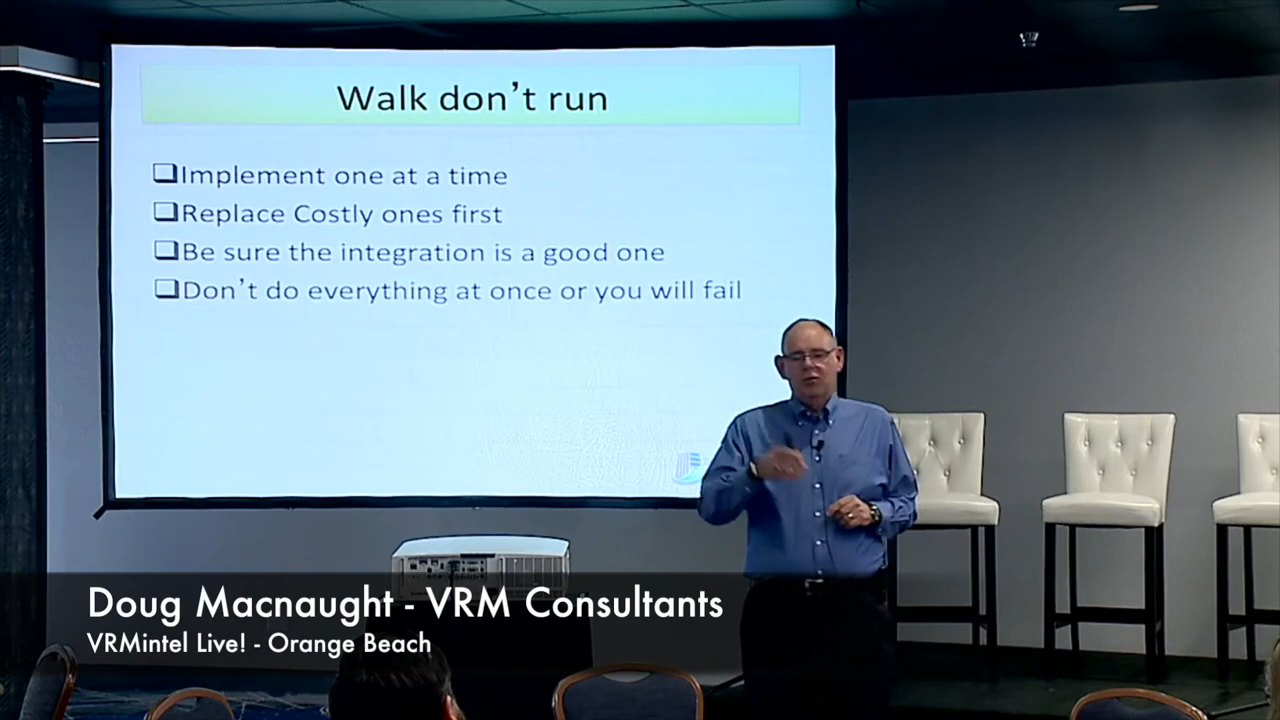 Walk don’t run
❑Implement one at a time
❑Replace Costly ones first
❑Be sure the integration is a good one
❑Don’t do everything at once or you will fail
Doug Macnaught - VRM Consultants
VRMintel Live! - Orange Beach